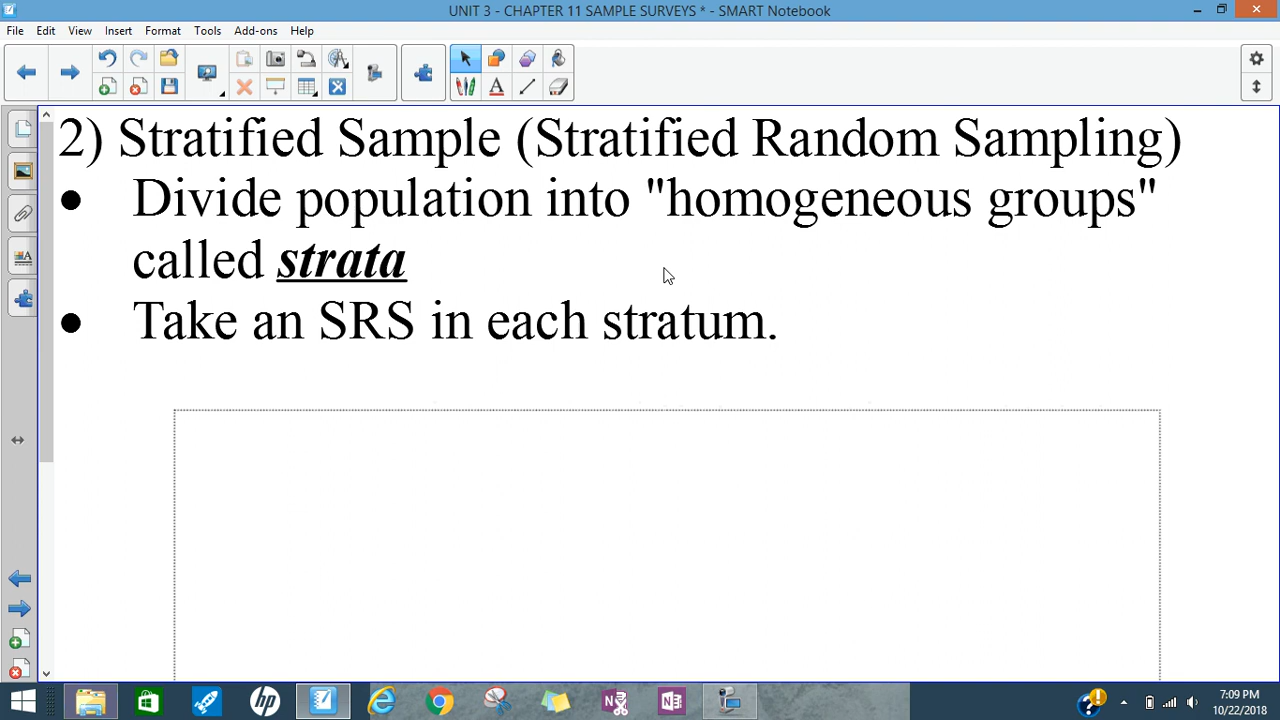 UNIT 3 - CHAPTER 11 SAMPLE SURVEYS * - SMART Notebook
File Edit View Insert Format Tools Add-ons Help
2) Stratified Sample (Stratified Random Sampling)
• Divide population into "homogeneous groups"
called strata
• Take an SRS in each stratum.
7:09 PM
10/22/2018